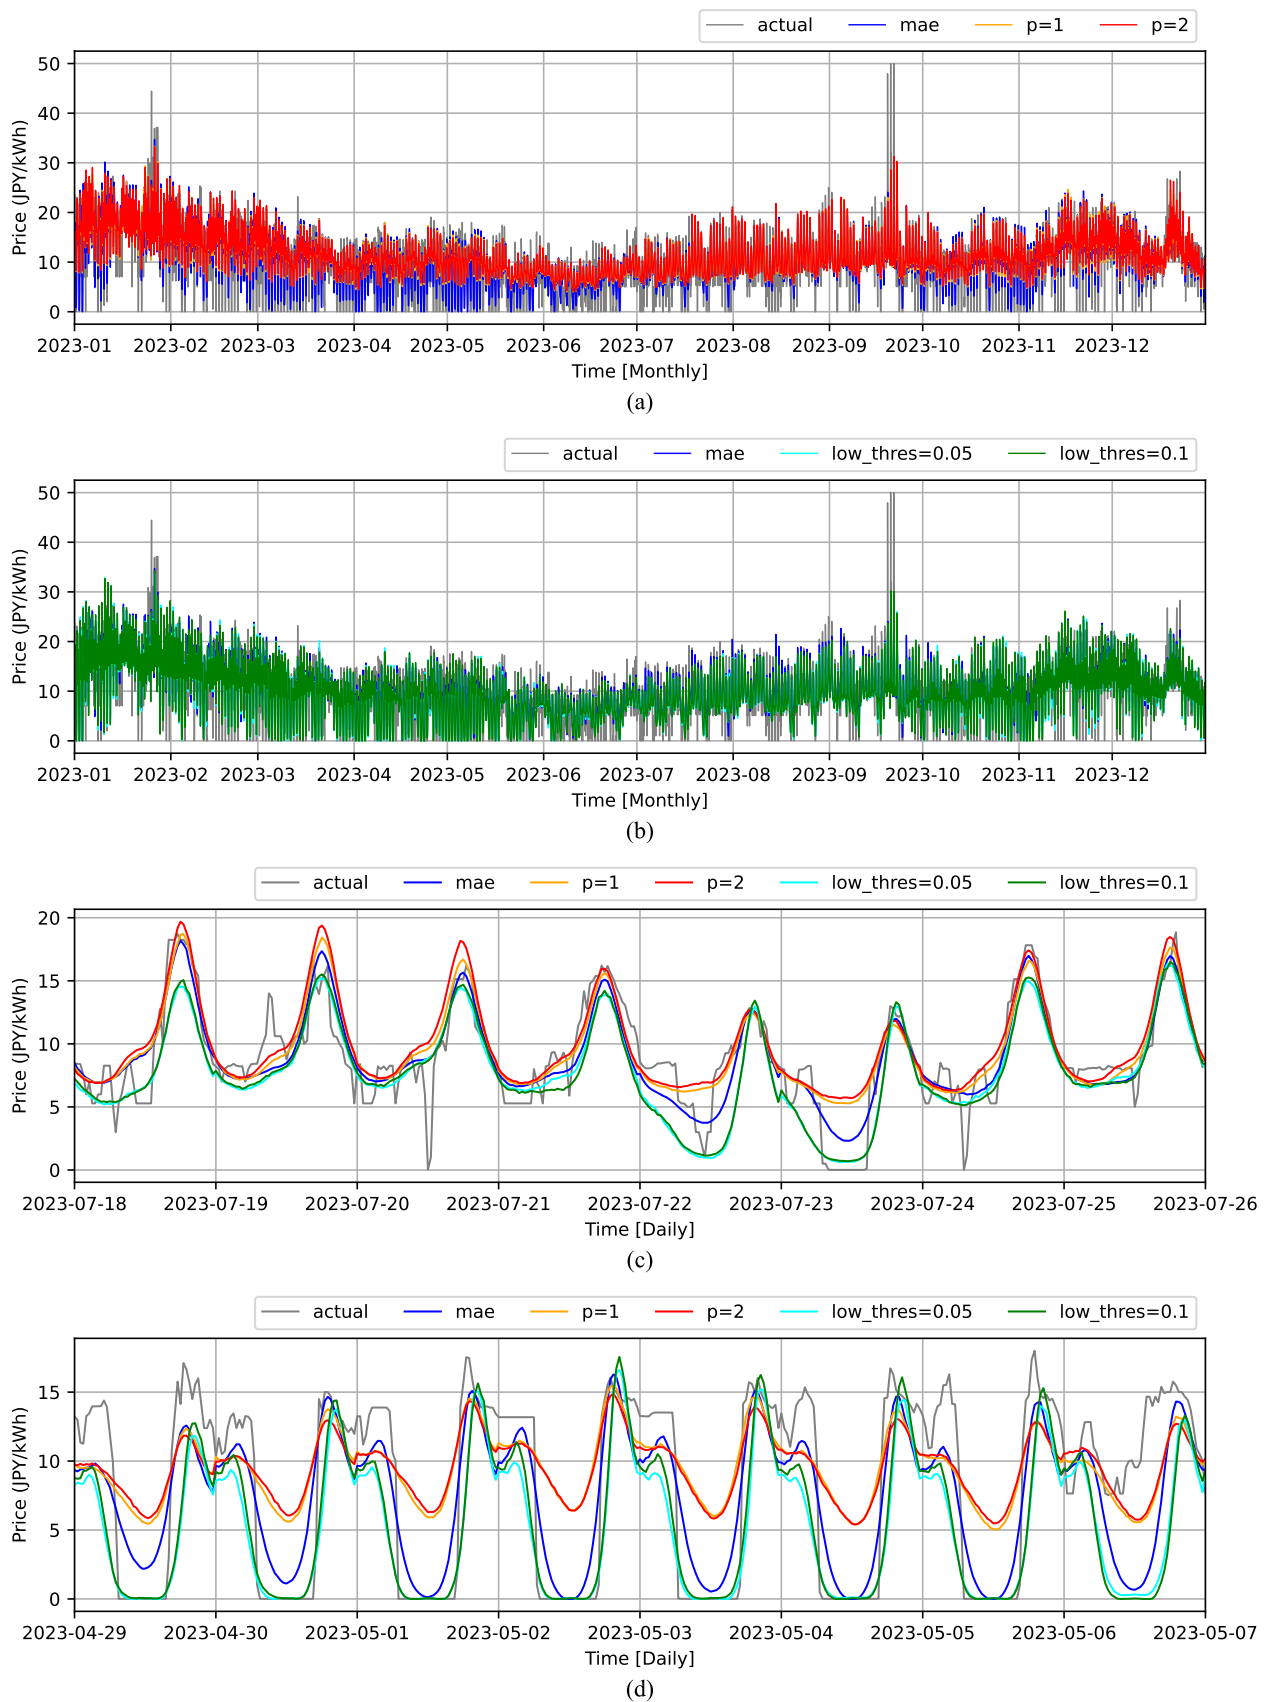 actual mae p=1 p=2
50
40
30
20
10
0
Price (JPY/kWh)
2023-01 2023-02 2023-03 2023-04 2023-05 2023-06 2023-07 2023-08 2023-09 2023-10 2023-11 2023-12
Time [Monthly]
(a)
actual mae low_thres=0.05 low_thres=0.1
50
40
30
20
10
0
Price (JPY/kWh)
2023-01 2023-02 2023-03 2023-04 2023-05 2023-06 2023-07 2023-08 2023-09 2023-10 2023-11 2023-12
Time [Monthly]
(b)
actual mae p=1 p=2 low_thres=0.05 low_thres=0.1
20
15
10
5
0
Price (JPY/kWh)
2023-07-18 2023-07-19 2023-07-20 2023-07-21 2023-07-22 2023-07-23 2023-07-24 2023-07-25 2023-07-26
Time [Daily]
(c)
actual mae p=1 p=2 low_thres=0.05 low_thres=0.1
15
10
5
0
Price (JPY/kWh)
2023-04-29 2023-04-30 2023-05-01 2023-05-02 2023-05-03 2023-05-04 2023-05-05 2023-05-06 2023-05-07
Time [Daily]
(d)